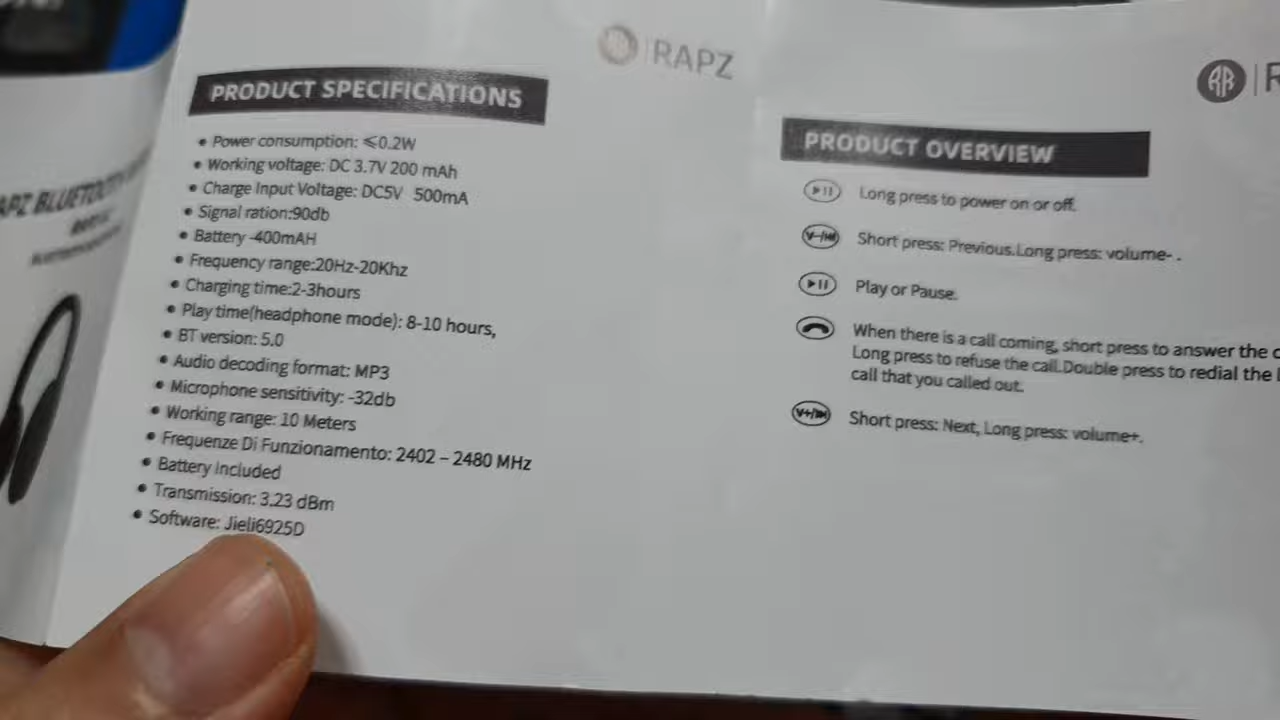 RAPZ
PRODUCT SPECIFICATIONS
• Power consumption: ⩽0.2W
• Working voltage: DC 3.7V 200 mAh
• Charge Input Voltage: DC5V 500mA
• Signal ration:90db
• Battery -400mAH
• Frequency range:20Hz-20Khz
• Charging time:2-3hours
• Play time(headphone mode): 8-10 hours,
• BT version: 5.0
• Audio decoding format: MP3
• Microphone sensitivity: -32db
• Working range: 10 Meters
• Frequenze Di Funzionamento: 2402 – 2480 MHz
• Battery Included
• Transmission: 3.23 dBm
• Software: Jieli6925D
PRODUCT OVERVIEW
Long press to power on or off.
Short press: Previous.Long press: volume- .
Play or Pause.
When there is a call coming, short press to answer the
Long press to refuse the call.Double press to redial the
call that you called out.
Short press: Next, Long press: volume+.
BLUETOOTH